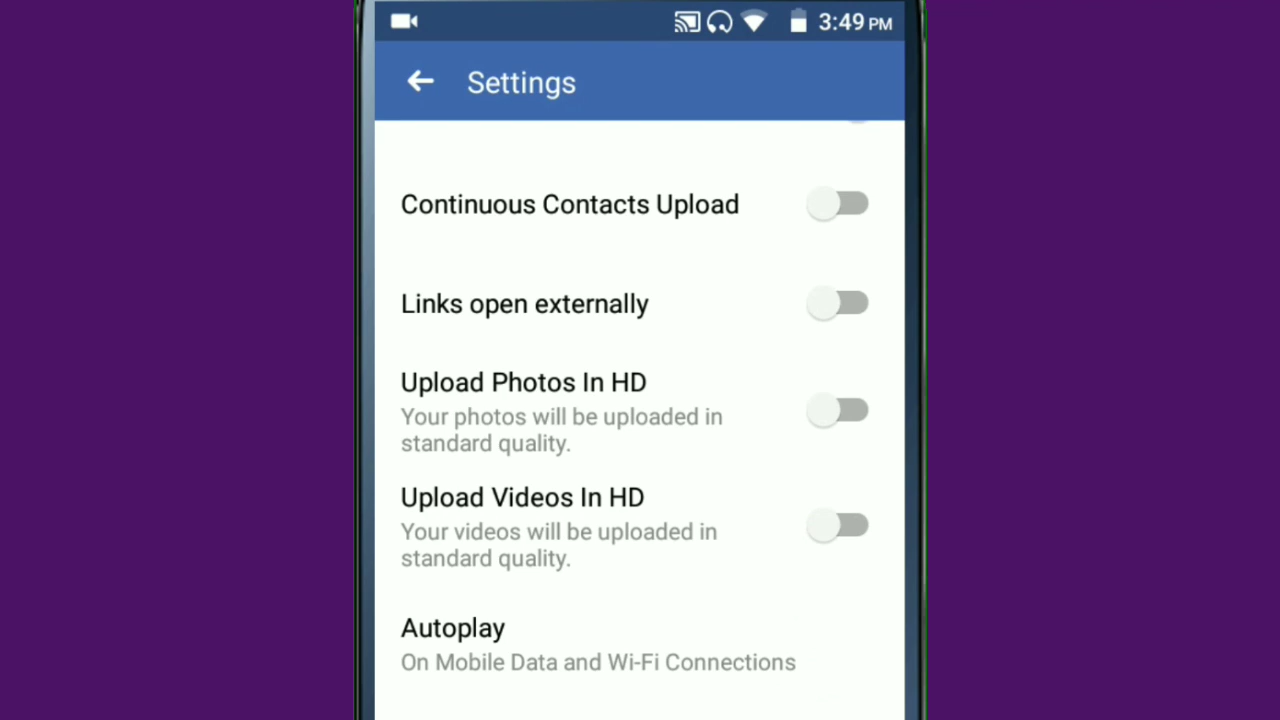 3:49 PM
Settings
Continuous Contacts Upload
Links open externally
Upload Photos In HD
Your photos will be uploaded in
standard quality.
Upload Videos In HD
Your videos will be uploaded in
standard quality.
Autoplay
On Mobile Data and Wi-Fi Connections